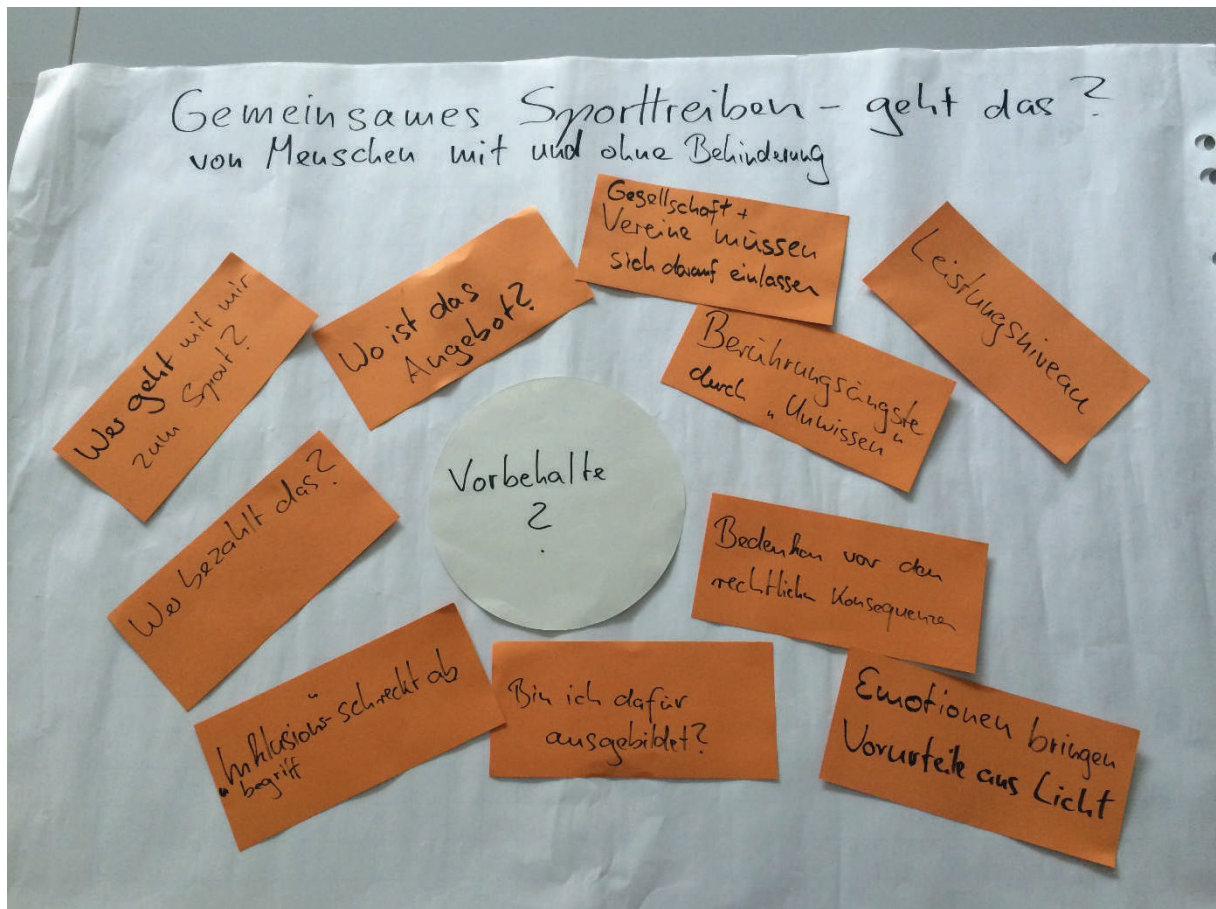 Gemeinsames Sporttreiben - geht das?
von Menschen mit und ohne Behinderung
Gesellschaft +
Vereine müssen
sich darauf einlassen
Leistungsniveau
Wo ist das
Angebot?
Wer geht mit mir
zum Sport?
Berührungsängste
durch "Unwissen"
Vorbehalte
?
Wer bezahlt das?
Bedenken vor den
rechtlichen Konsequenzen
"Inklusions"-schreckt ab
begriff
Bin ich dafür
ausgebildet?
Emotionen bringen
Vorurteile ans Licht